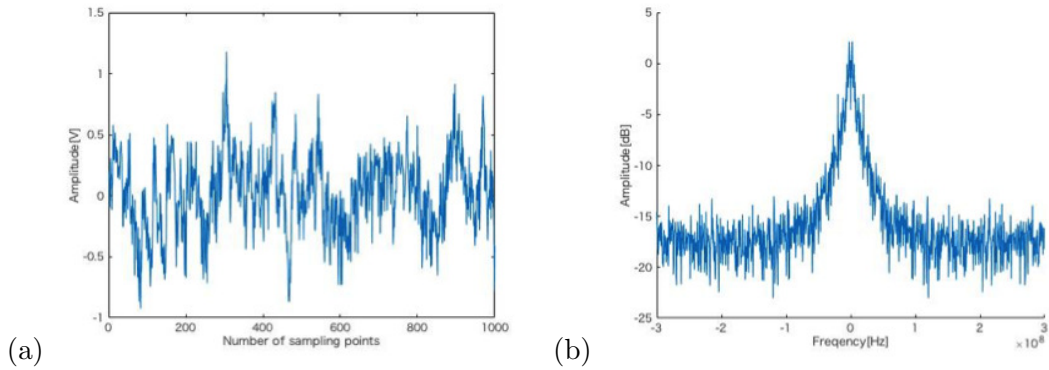 1.5
1
0.5
0
-0.5
-1
Amplitude[V]
0 200 400 600 800 1000
Number of sampling points
(a)
5
0
-5
-10
-15
-20
-25
Amplitude[dB]
-3 -2 -1 0 1 2 3
×10⁸
Freqency[Hz]
(b)